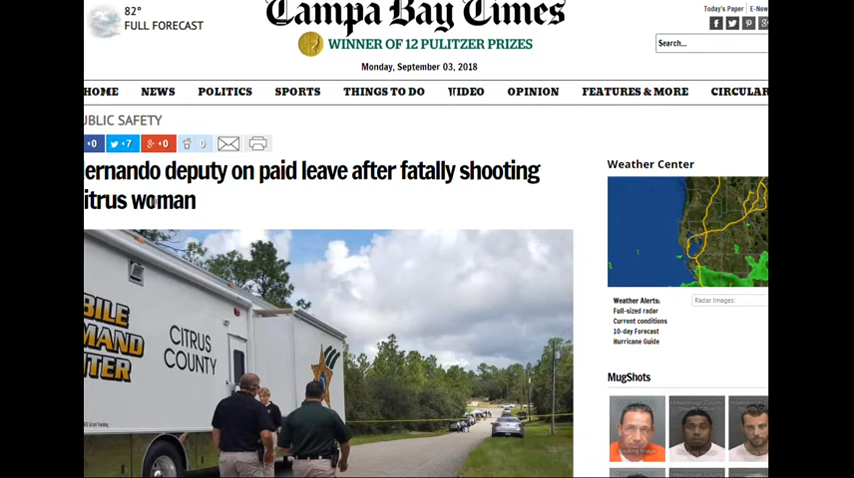 82°
FULL FORECAST
Tampa Bay Times
WINNER OF 12 PULITZER PRIZES
Monday, September 03, 2018
Today's Paper E-New
Search...
HOME NEWS POLITICS SPORTS THINGS TO DO VIDEO OPINION FEATURES & MORE CIRCULAR
UBLIC SAFETY
0 +7 +0 0
ernando deputy on paid leave after fatally shooting
itrus woman
BILE
MAND
TER
CITRUS
COUNTY
Weather Center
Weather Alerts:
Full-sized radar
Current conditions
10-day Forecast
Hurricane Guide
Radar Images:
MugShots